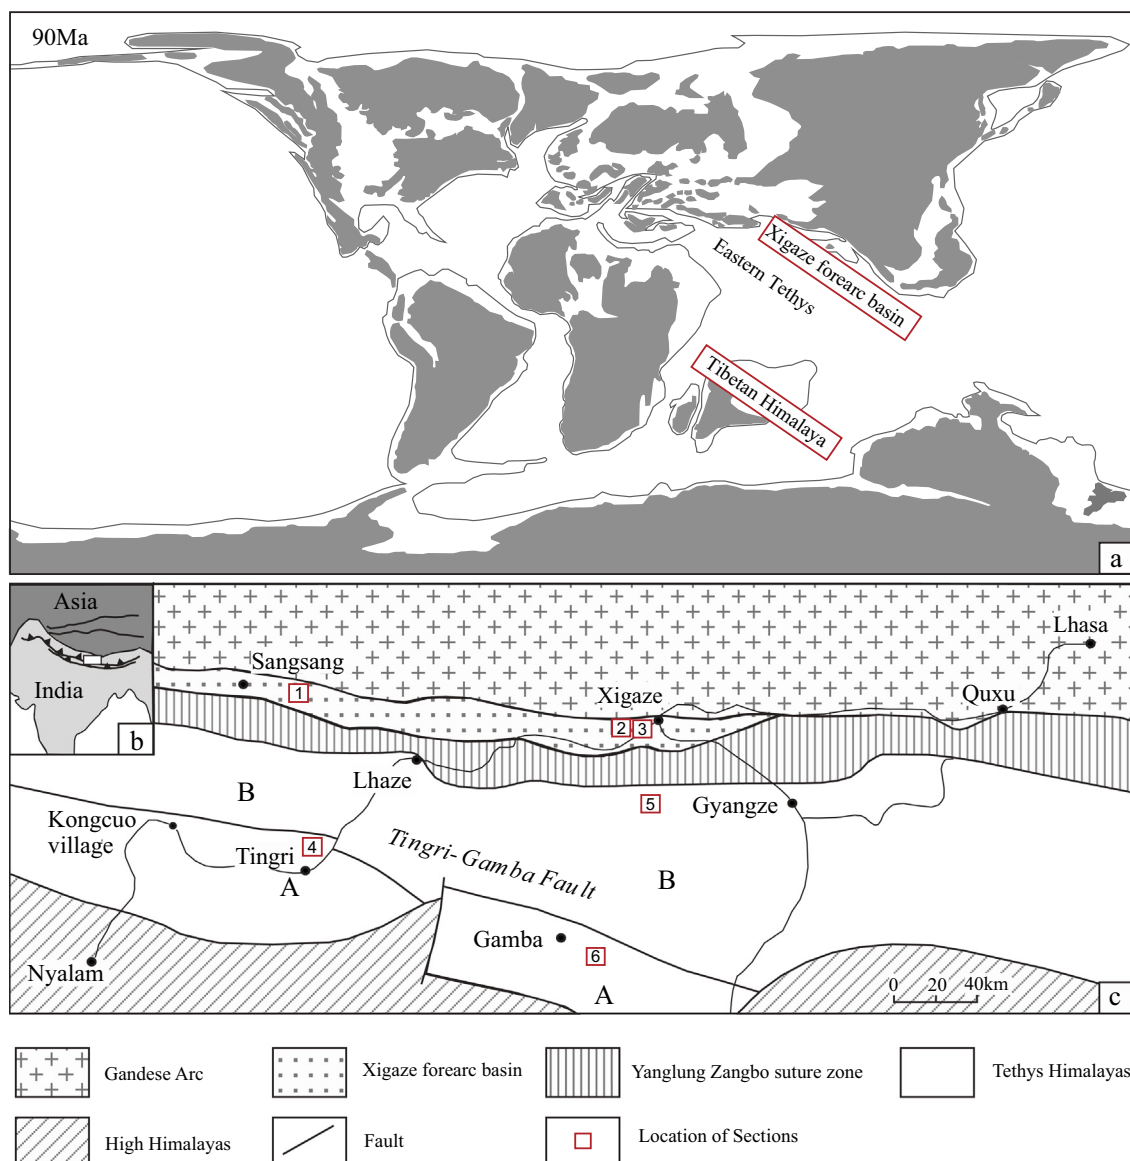 90Ma
Xigaze forearc basin
Eastern Tethys
Tibetan Himalaya
a
Asia
India
b
Lhasa
Sangsang
1
Xigaze
Quxu
2
3
Lhaze
B
5
Gyangze
Kongcuo
village
4
Tingri
A
Tingri-Gamba Fault
B
Gamba
6
Nyalam
A
0 20 40km
c
Gandese Arc
Xigaze forearc basin
Yanglung Zangbo suture zone
Tethys Himalayas
High Himalayas
Fault
Location of Sections